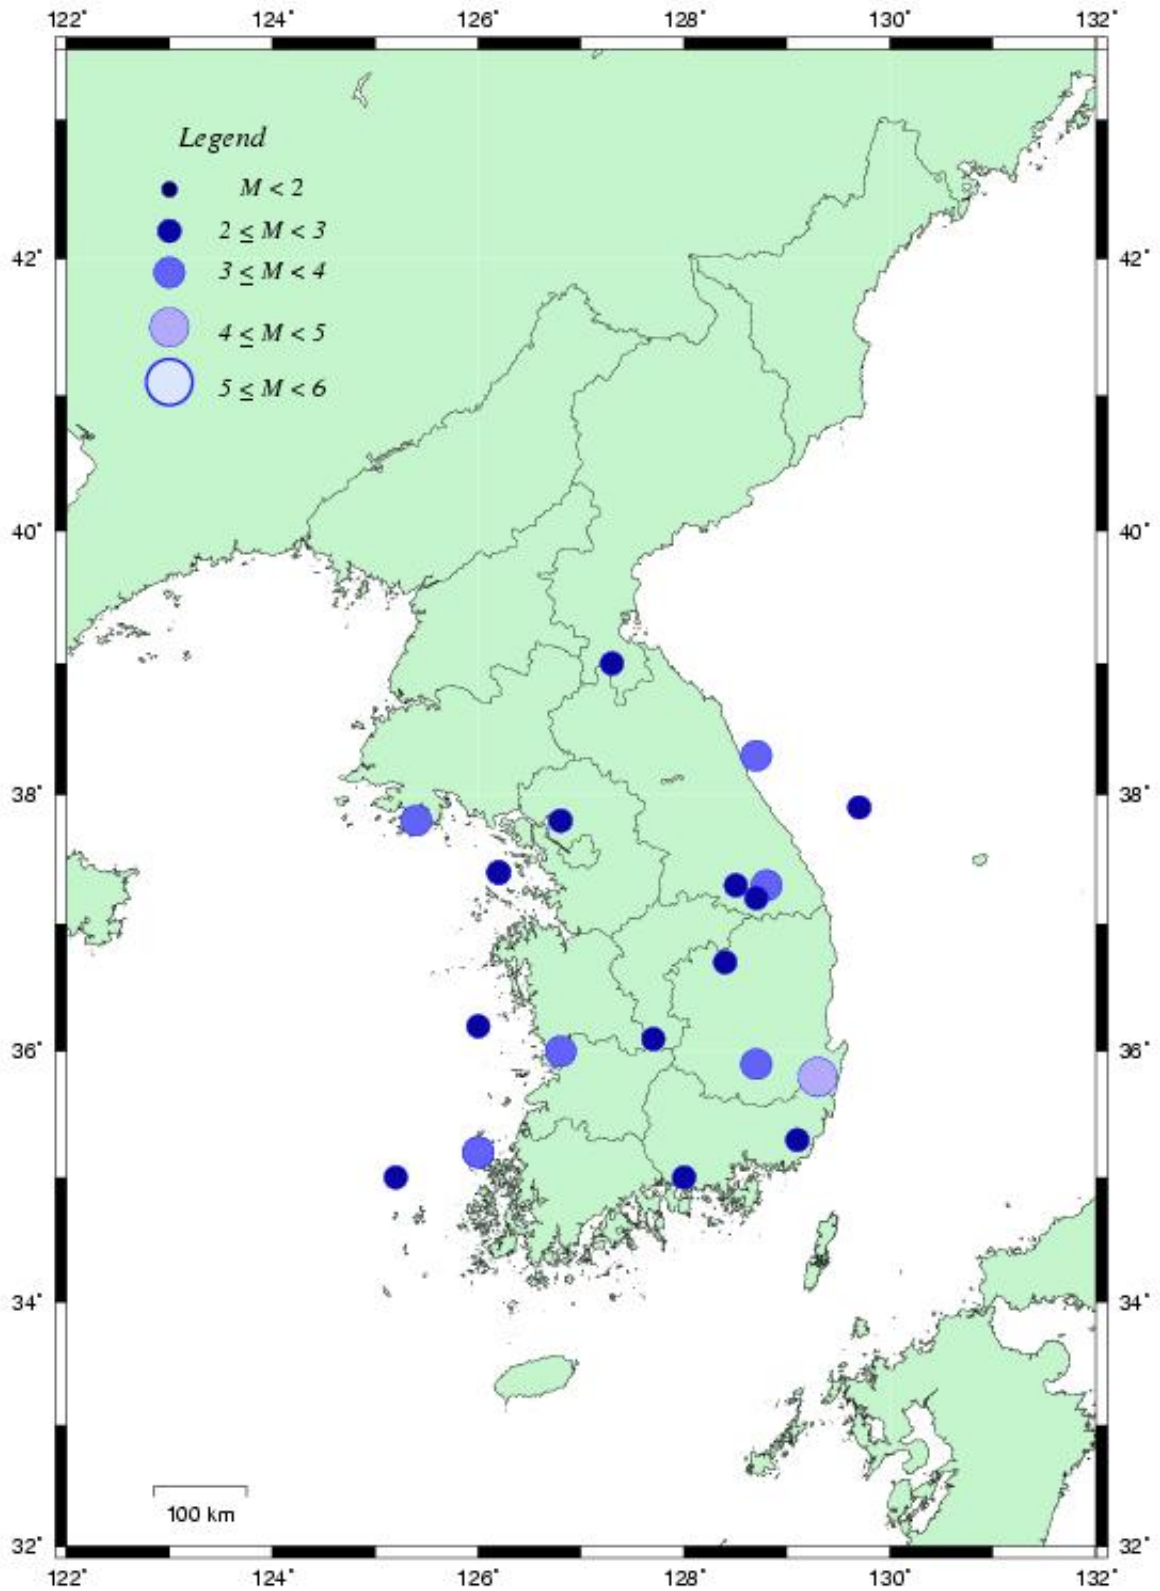 122° 124° 126° 128° 130° 132°
Legend
M < 2
2 ≤ M < 3
42° 42°
3 ≤ M < 4
4 ≤ M < 5
5 ≤ M < 6
40° 40°
38° 38°
36° 36°
34° 34°
100 km
32° 32°
122° 124° 126° 128° 130° 132°